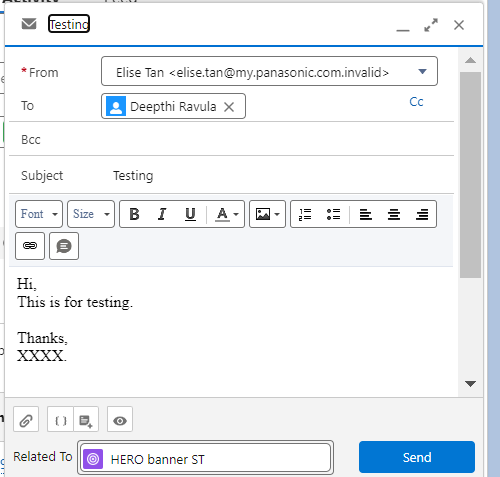 Testing
*From Elise Tan <elise.tan@my.panasonic.com.invalid>
To Deepthi Ravula Cc
Bcc
Subject Testing
Font Size B I U A
Hi,
This is for testing.
Thanks,
XXXX.
Related To HERO banner ST Send